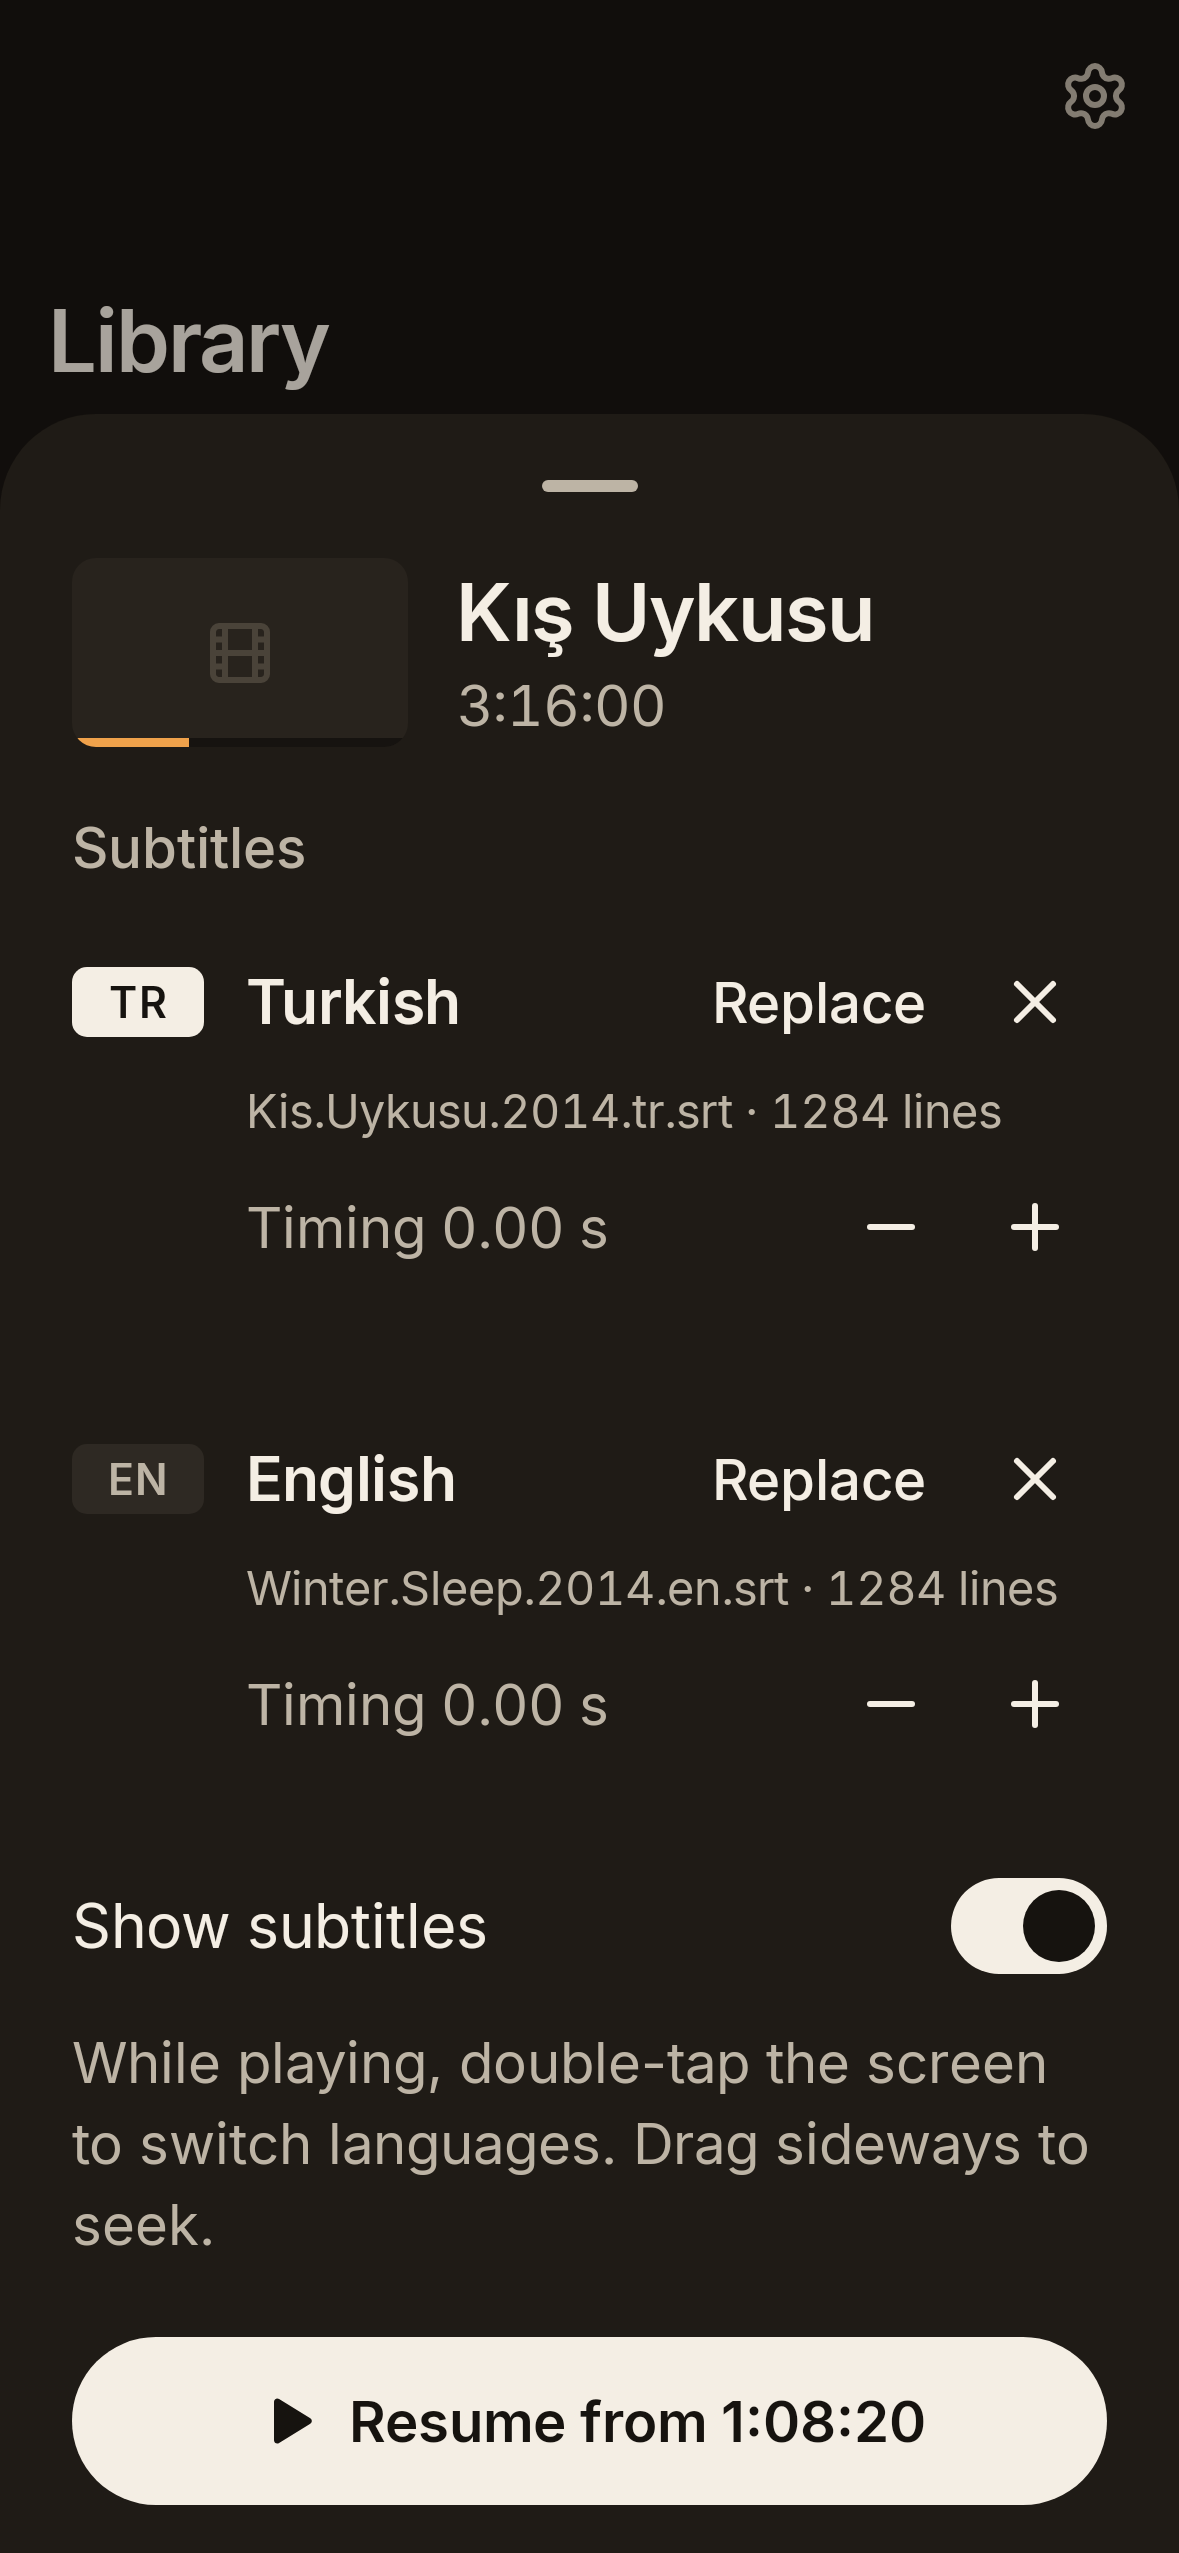 Library
Kış Uykusu
3:16:00
Subtitles
TR Turkish Replace
Kis.Uykusu.2014.tr.srt · 1284 lines
Timing 0.00 s
EN English Replace
Winter.Sleep.2014.en.srt · 1284 lines
Timing 0.00 s
Show subtitles
While playing, double-tap the screen
to switch languages. Drag sideways to
seek.
Resume from 1:08:20